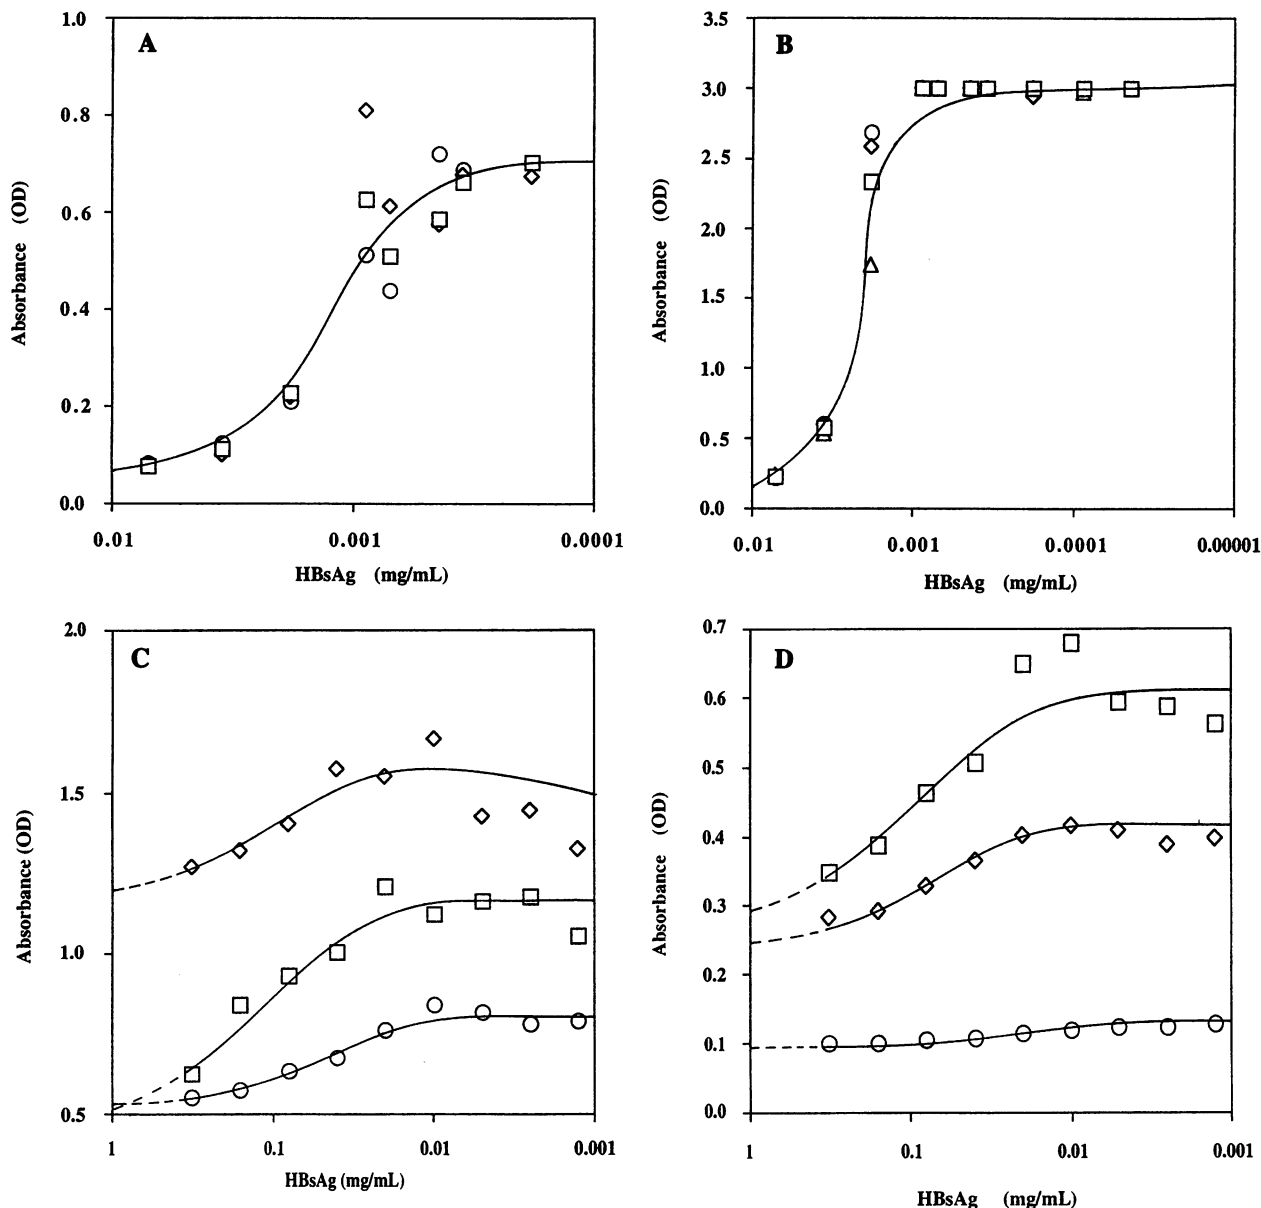 A
1.0
0.8
0.6
0.4
0.2
0.0
Absorbance (OD)
0.01 0.001 0.0001
HBsAg (mg/mL)
B
3.5
3.0
2.5
2.0
1.5
1.0
0.5
0.0
Absorbance (OD)
0.01 0.001 0.0001 0.00001
HBsAg (mg/mL)
C
2.0
1.5
1.0
0.5
Absorbance (OD)
1 0.1 0.01 0.001
HBsAg (mg/mL)
D
0.7
0.6
0.5
0.4
0.3
0.2
0.1
0.0
Absorbance (OD)
1 0.1 0.01 0.001
HBsAg (mg/mL)